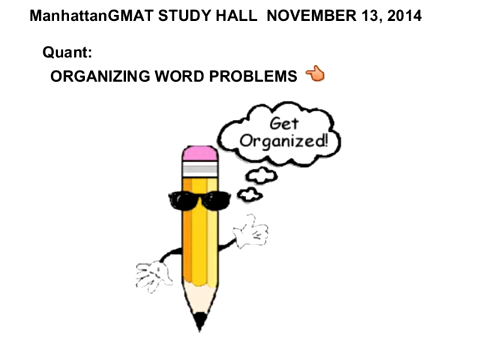 ManhattanGMAT STUDY HALL NOVEMBER 13, 2014
Quant:
ORGANIZING WORD PROBLEMS
Get
Organized!